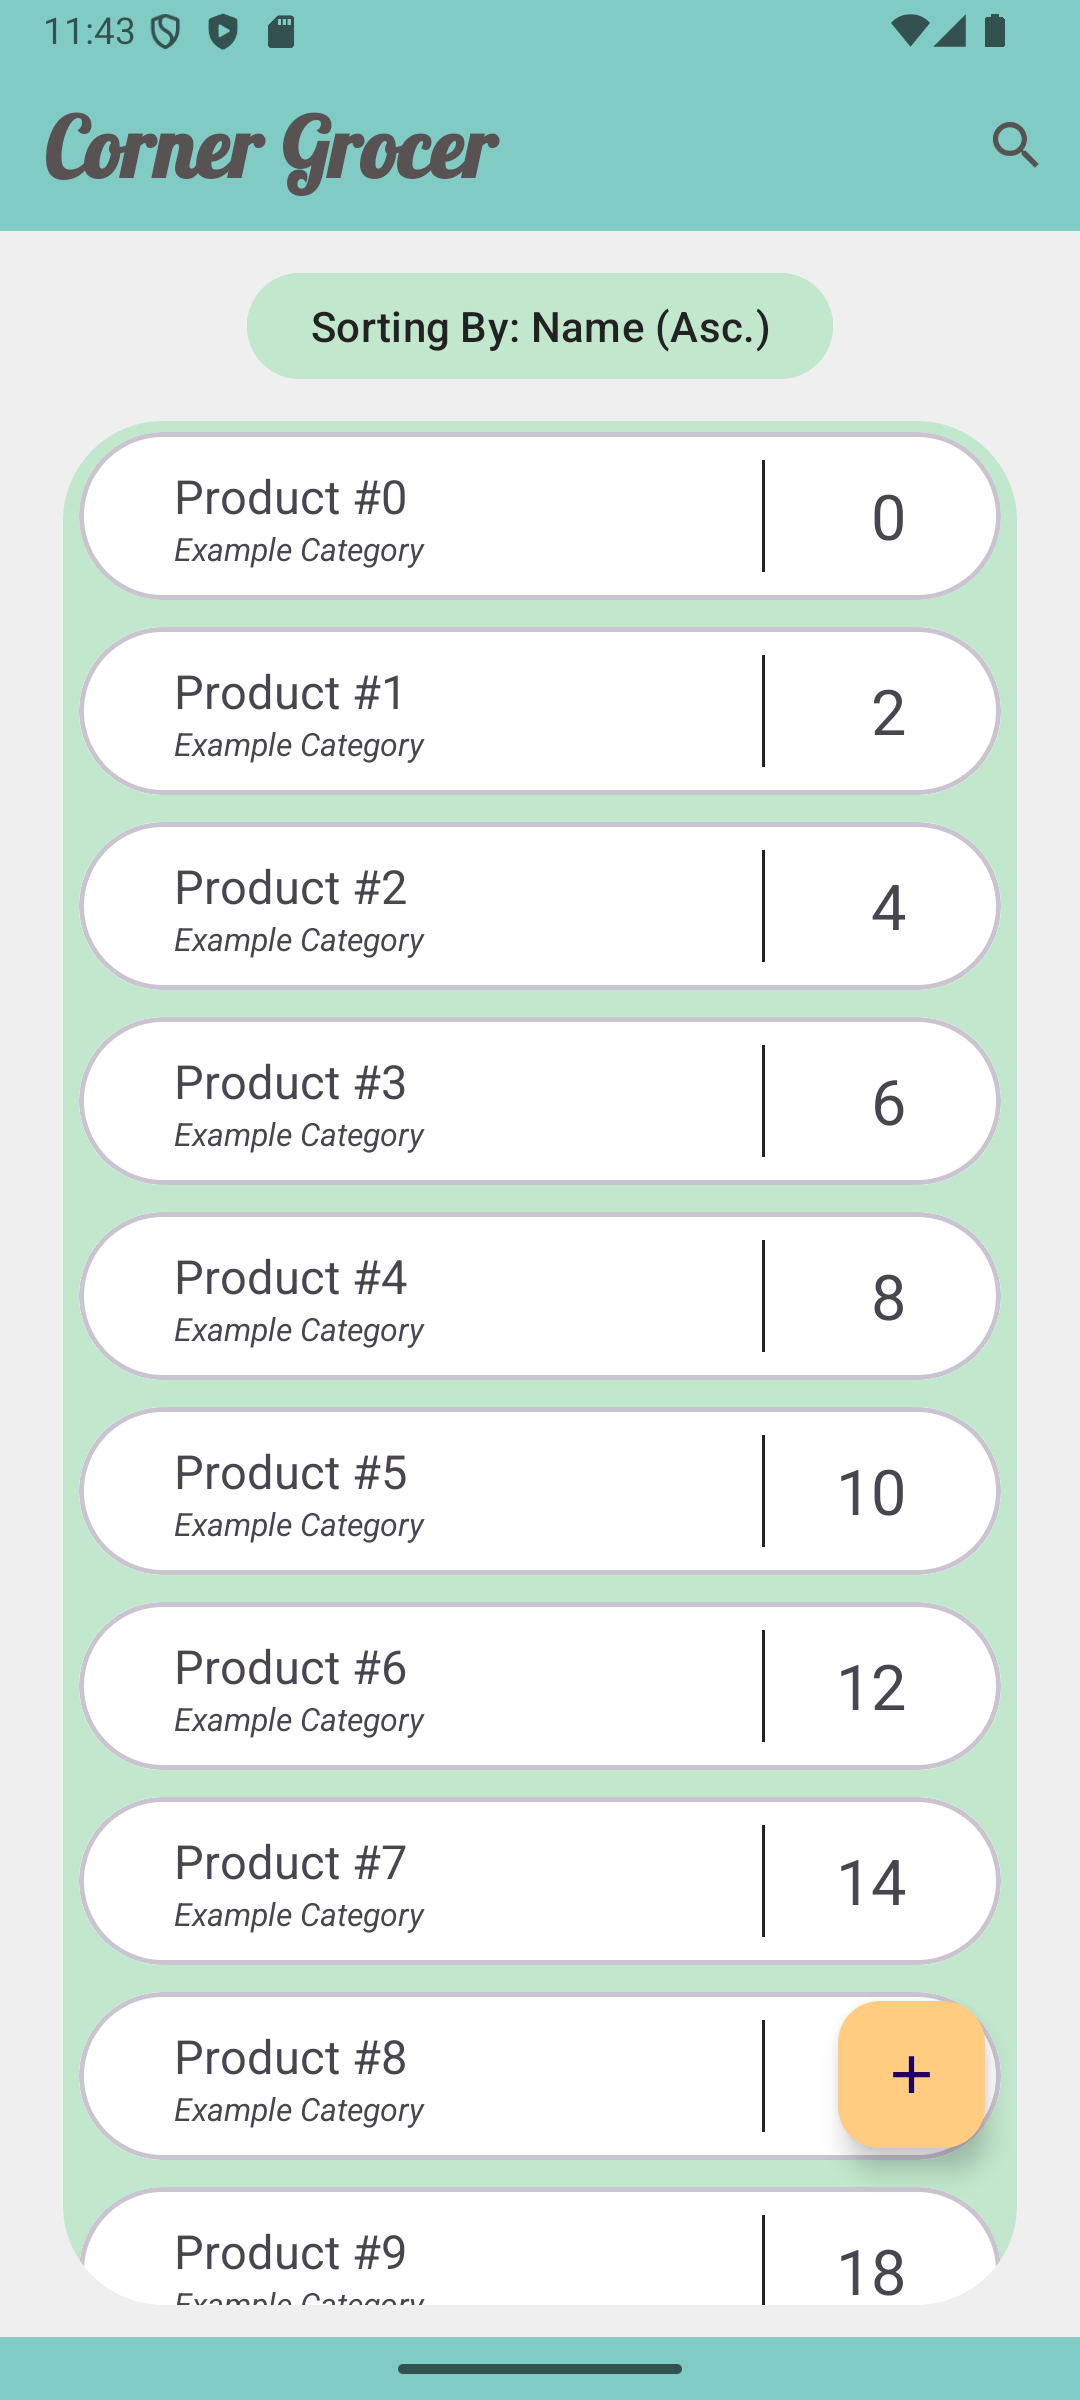 11:43
Corner Grocer
Sorting By: Name (Asc.)
Product #0
Example Category
0
Product #1
Example Category
2
Product #2
Example Category
4
Product #3
Example Category
6
Product #4
Example Category
8
Product #5
Example Category
10
Product #6
Example Category
12
Product #7
Example Category
14
Product #8
Example Category
+
Product #9
Example Category
18